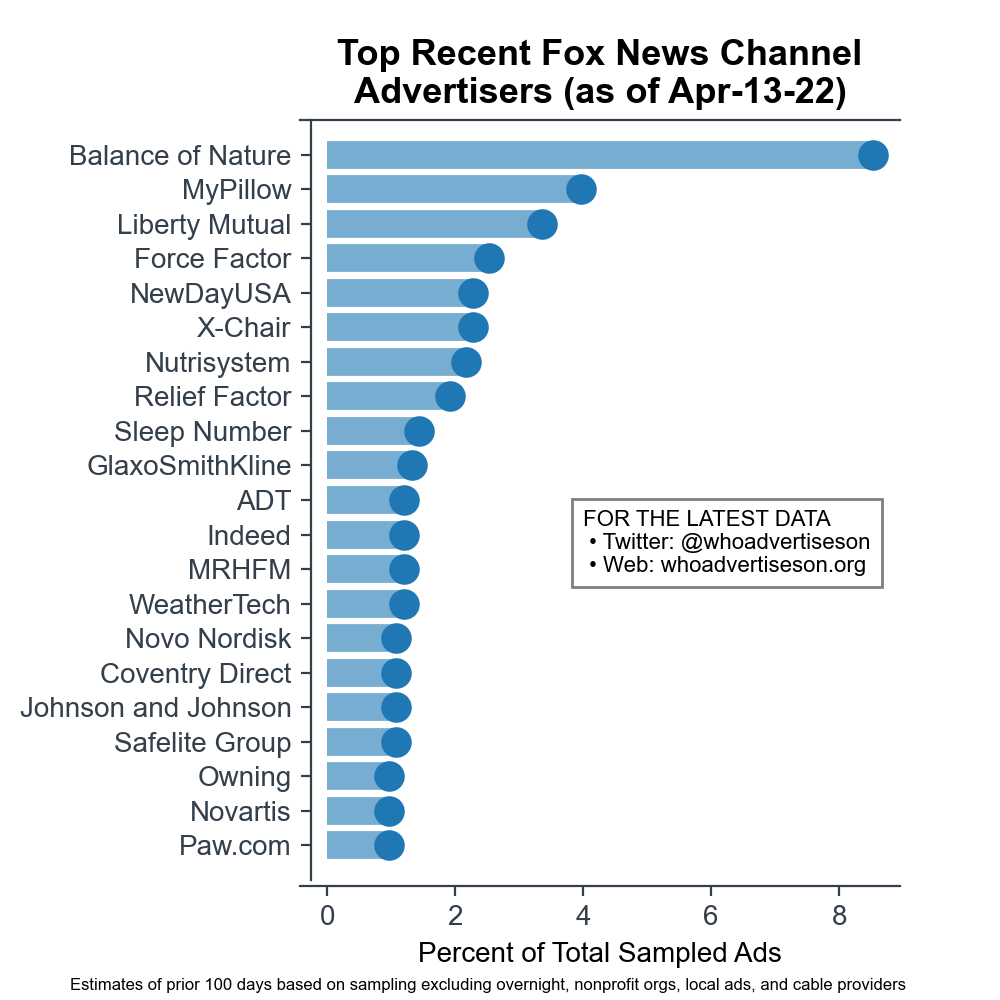 Top Recent Fox News Channel
Advertisers (as of Apr-13-22)
Balance of Nature
MyPillow
Liberty Mutual
Force Factor
NewDayUSA
X-Chair
Nutrisystem
Relief Factor
Sleep Number
GlaxoSmithKline
ADT
Indeed
MRHFM
WeatherTech
Novo Nordisk
Coventry Direct
Johnson and Johnson
Safelite Group
Owning
Novartis
Paw.com
FOR THE LATEST DATA
• Twitter: @whoadvertiseson
• Web: whoadvertiseson.org
0 2 4 6 8
Percent of Total Sampled Ads
Estimates of prior 100 days based on sampling excluding overnight, nonprofit orgs, local ads, and cable providers